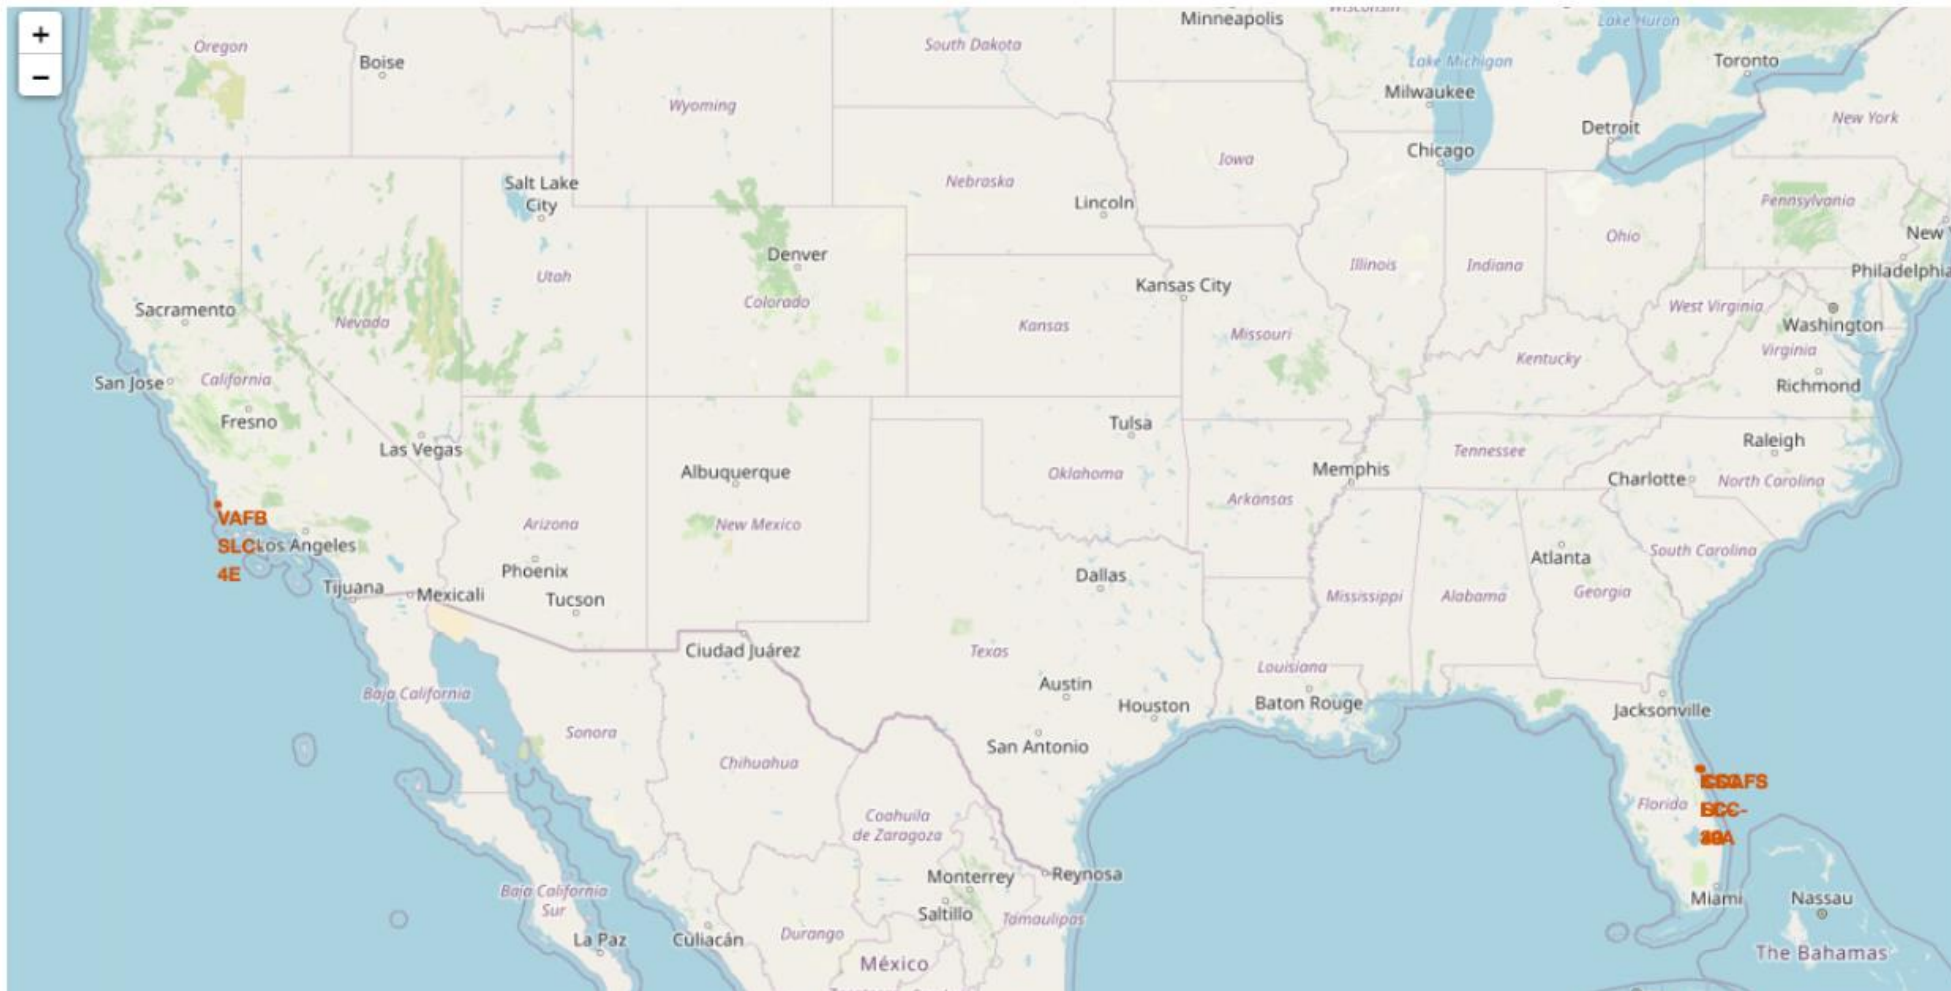 +
−
Minneapolis
Wisconsin
Lake Huron
Oregon
South Dakota
Boise
Lake Michigan
Toronto
Wyoming
Milwaukee
New York
Detroit
Chicago
Iowa
Salt Lake
City
Nebraska
Pennsylvania
Lincoln
New
Ohio
Denver
Illinois
Indiana
Philadelphia
Utah
Kansas City
Colorado
West Virginia
Sacramento
Nevada
Kansas
Washington
Missouri
Virginia
Kentucky
San Jose
California
Richmond
Fresno
Tulsa
Las Vegas
Raleigh
Tennessee
Albuquerque
Oklahoma
Memphis
Charlotte
North Carolina
Arkansas
VAFB
SLC
4E
Los Angeles
Arizona
New Mexico
South Carolina
Atlanta
Phoenix
Dallas
Tijuana
Mexicali
Tucson
Mississippi
Alabama
Georgia
Ciudad Juárez
Texas
Louisiana
Baja California
Austin
Houston
Baton Rouge
Jacksonville
Sonora
San Antonio
Chihuahua
Florida
Coahuila
de Zaragoza
Monterrey
Reynosa
Baja California
Sur
Miami
Nassau
Saltillo
Tamaulipas
La Paz
Culiacán
Durango
The Bahamas
México